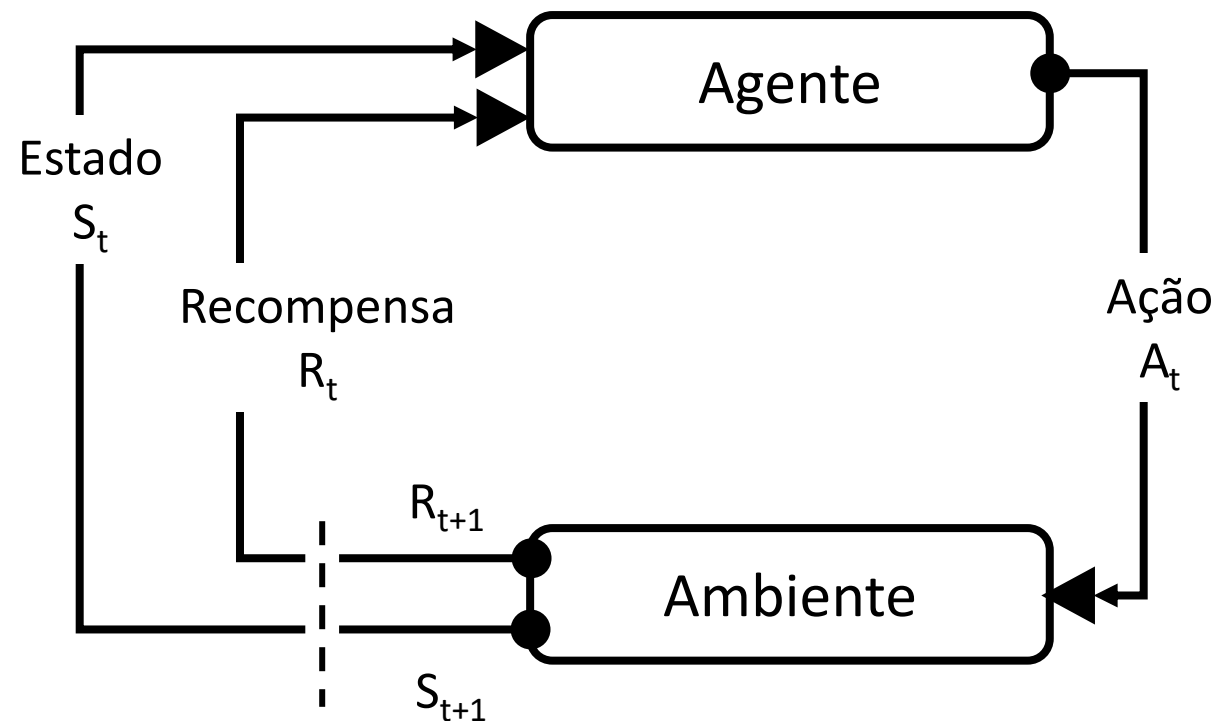 Agente
Estado
S_t
Recompensa
R_t
Ação
A_t
R_t+1
Ambiente
S_t+1